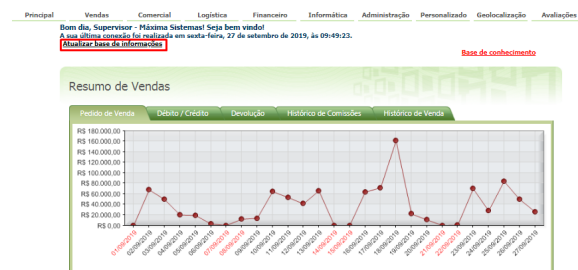 Principal Vendas Comercial Logística Financeiro Informática Administração Personalizado Geolocalização Avaliações
Bom dia, Supervisor - Máxima Sistemas! Seja bem vindo!
A sua última conexão foi realizada em sexta-feira, 27 de setembro de 2019, às 09:49:23.
Atualizar base de informações
Base de conhecimento
Resumo de Vendas
Pedido de Venda Débito / Crédito Devolução Histórico de Comissões Histórico de Venda
R$ 180.000,00
R$ 160.000,00
R$ 140.000,00
R$ 120.000,00
R$ 100.000,00
R$ 80.000,00
R$ 60.000,00
R$ 40.000,00
R$ 20.000,00
R$ 0,00
01/09/2019 02/09/2019 03/09/2019 04/09/2019 05/09/2019 06/09/2019 07/09/2019 08/09/2019 09/09/2019 10/09/2019 11/09/2019 12/09/2019 13/09/2019 14/09/2019 15/09/2019 16/09/2019 17/09/2019 18/09/2019 19/09/2019 20/09/2019 21/09/2019 22/09/2019 23/09/2019 24/09/2019 25/09/2019 26/09/2019 27/09/2019